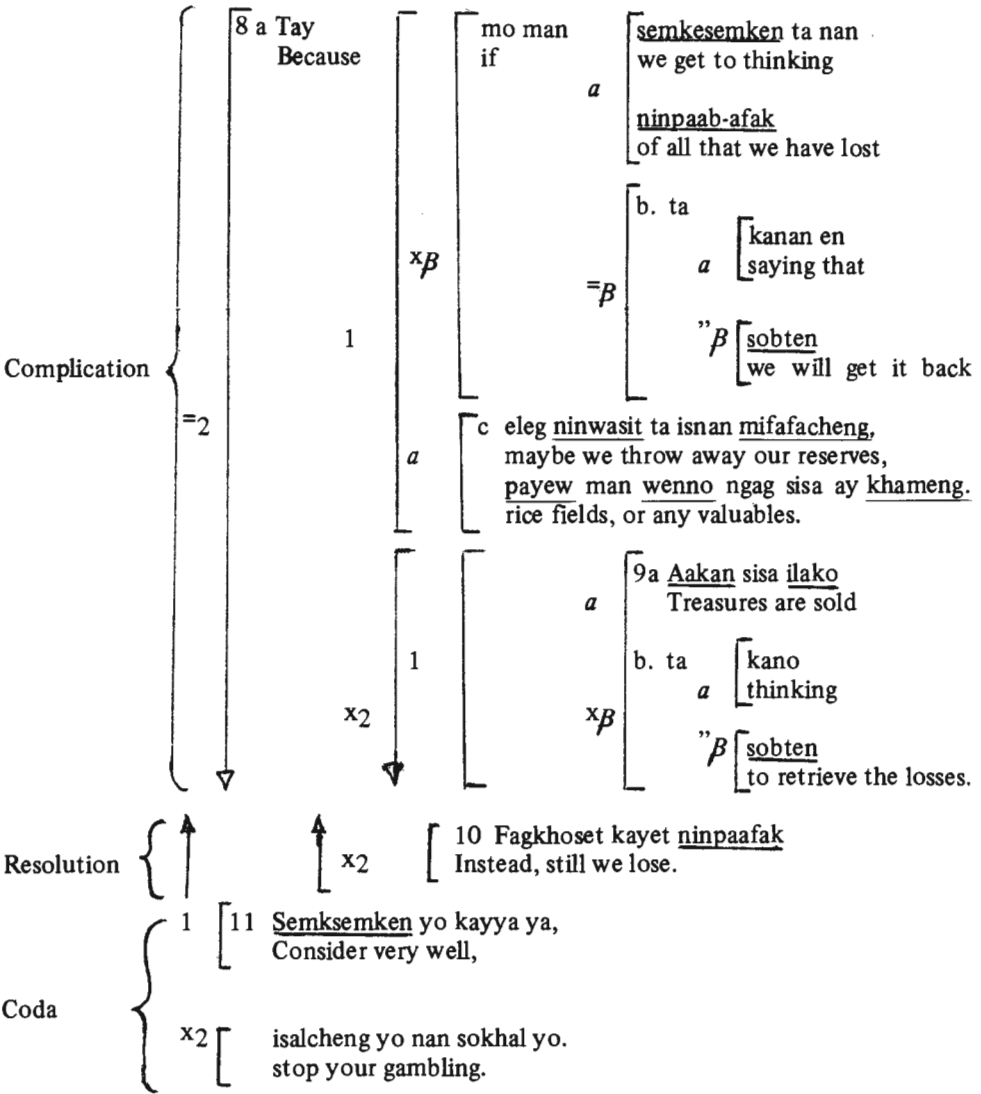 8 a Tay mo man semkesemken ta nan
Because if we get to thinking
a
ninpaab-afak
of all that we have lost
b. ta
kanan en
xβ a saying that
=β
1 ”β sobten
Complication we will get it back
=2
c eleg ninwasit ta isnan mifafacheng,
a maybe we throw away our reserves,
payew man wenno ngag sisa ay khameng.
rice fields, or any valuables.
9a Aakan sisa ilako
a Treasures are sold
1 b. ta kano
a thinking
x2 xβ
”β sobten
to retrieve the losses.
10 Fagkhoset kayet ninpaafak
Resolution x2 Instead, still we lose.
1 11 Semksemken yo kayya ya,
Consider very well,
Coda
x2 isalcheng yo nan sokhal yo.
stop your gambling.